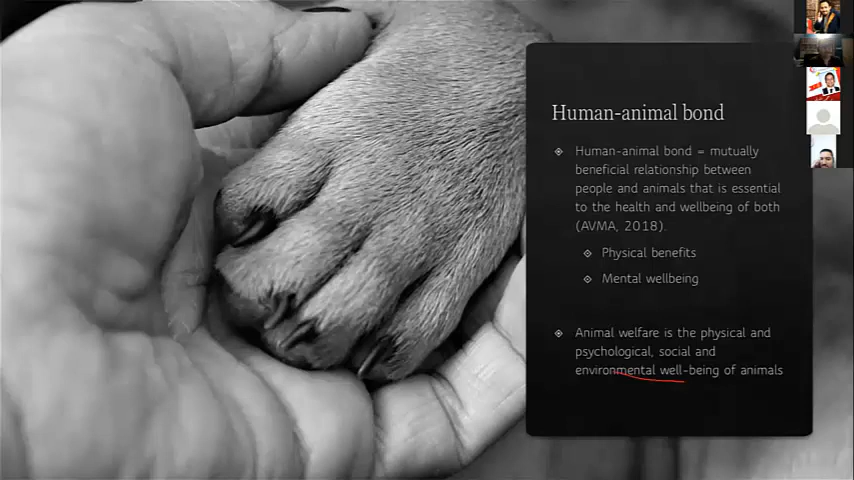 Human-animal bond
Human-animal bond = mutually
beneficial relationship between
people and animals that is essential
to the health and wellbeing of both
(AVMA, 2018).
Physical benefits
Mental wellbeing
Animal welfare is the physical and
psychological, social and
environmental well-being of animals